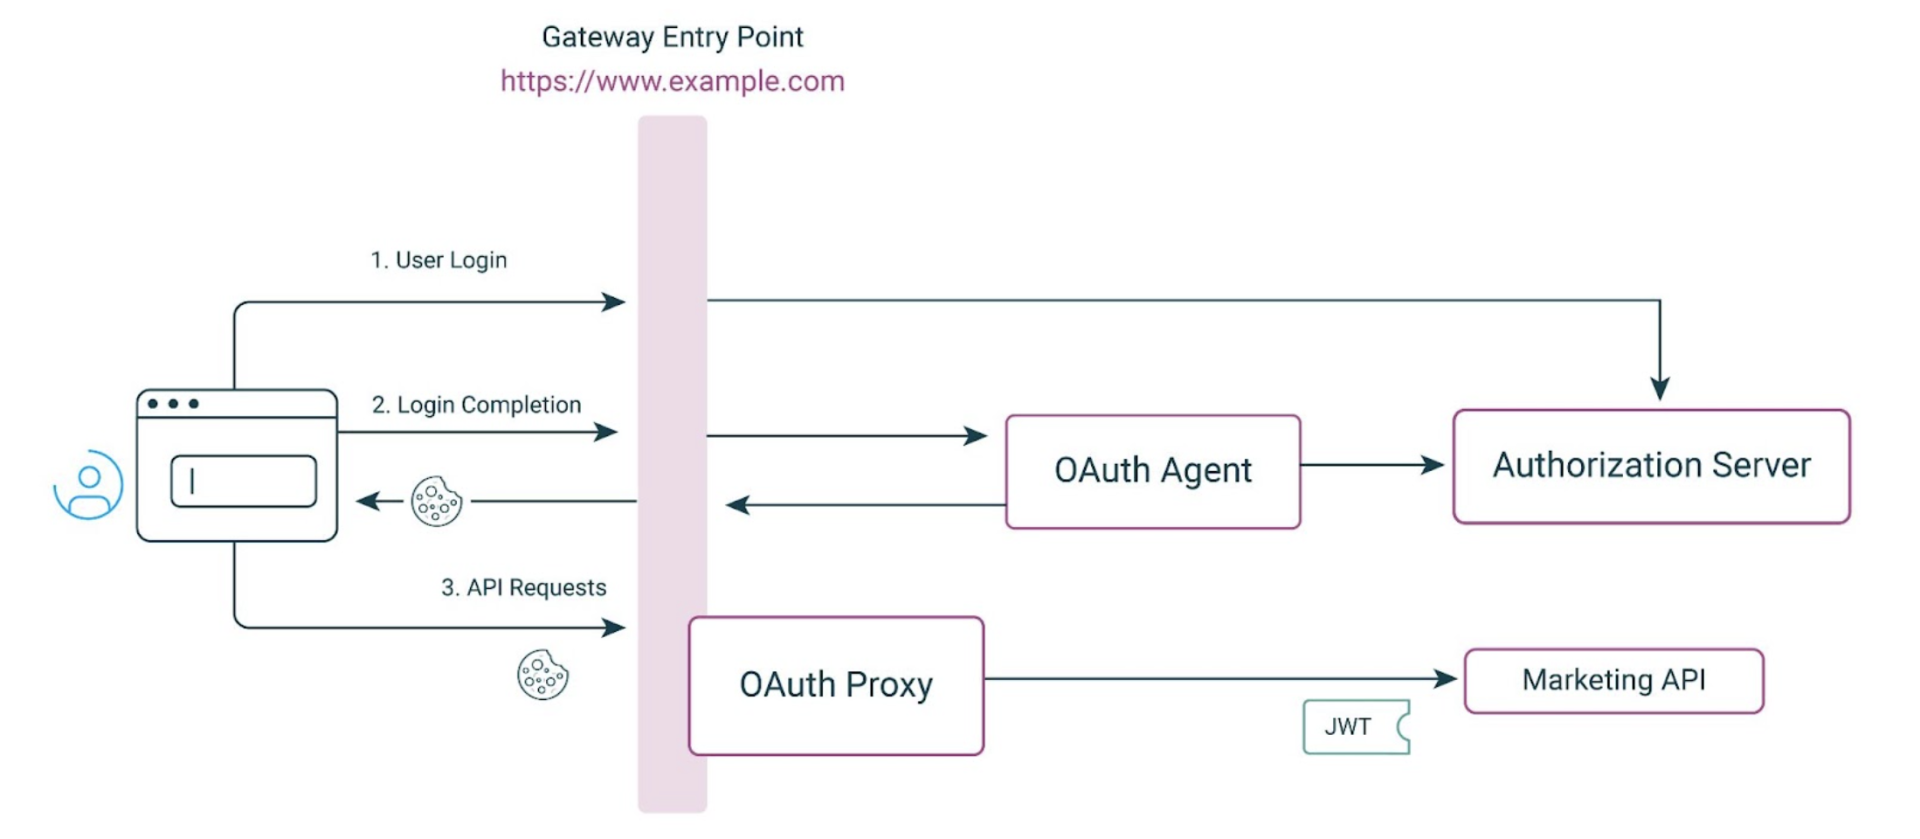 Gateway Entry Point
https://www.example.com
1. User Login
2. Login Completion
OAuth Agent
Authorization Server
3. API Requests
OAuth Proxy
Marketing API
JWT